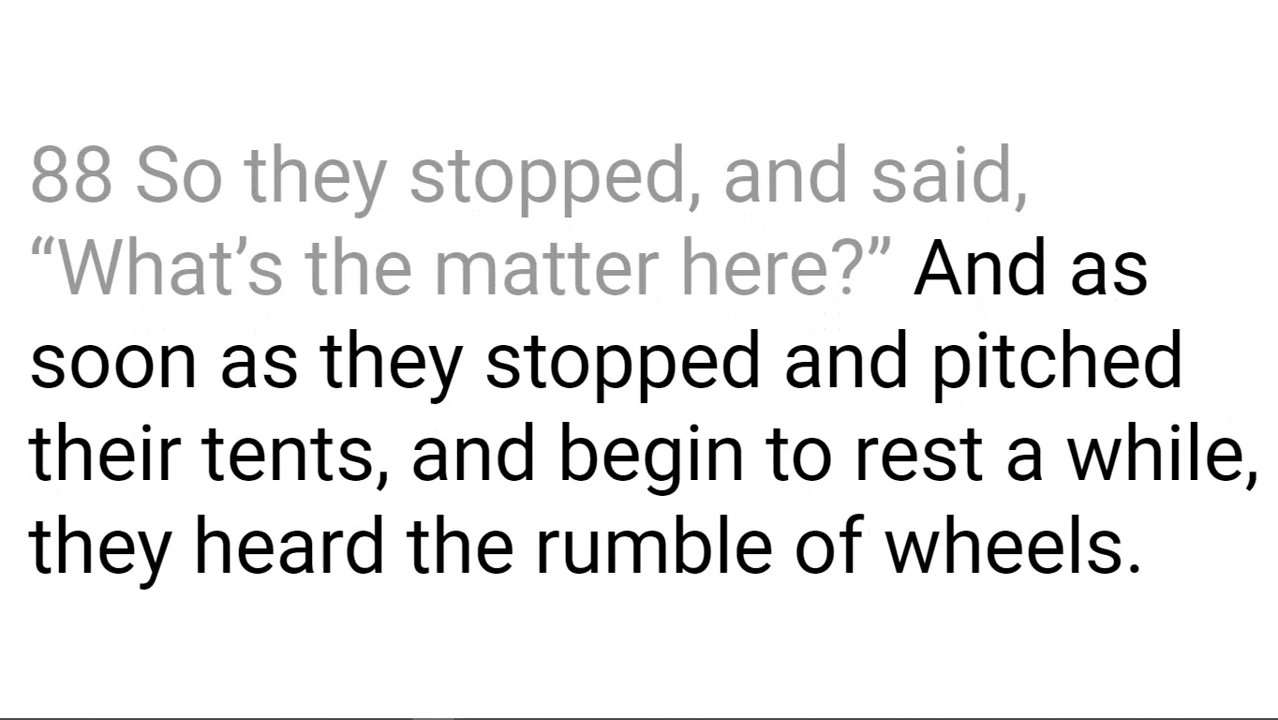 88 So they stopped, and said,
“What’s the matter here?” And as
soon as they stopped and pitched
their tents, and begin to rest a while,
they heard the rumble of wheels.